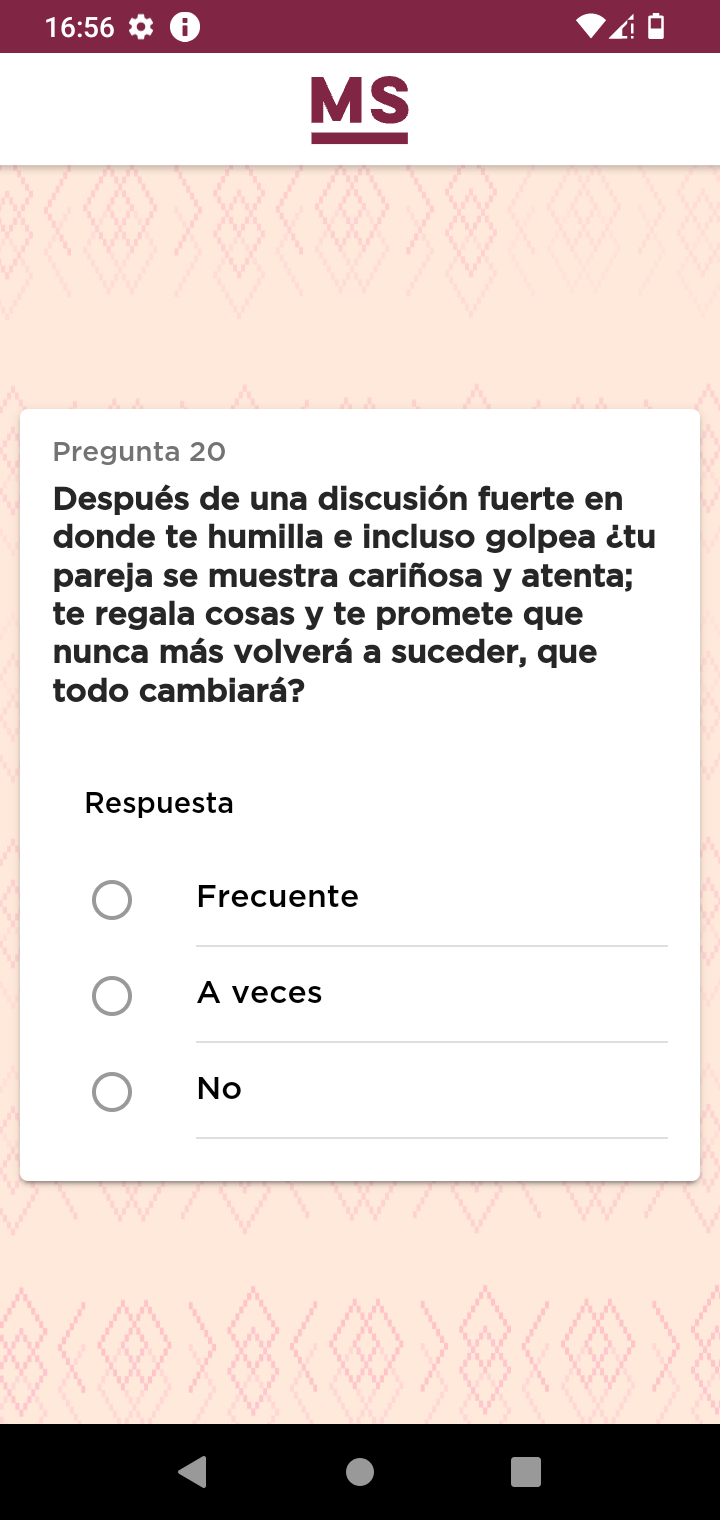 16:56
MS
Pregunta 20
Después de una discusión fuerte en
donde te humilla e incluso golpea ¿tu
pareja se muestra cariñosa y atenta;
te regala cosas y te promete que
nunca más volverá a suceder, que
todo cambiará?
Respuesta
Frecuente
A veces
No